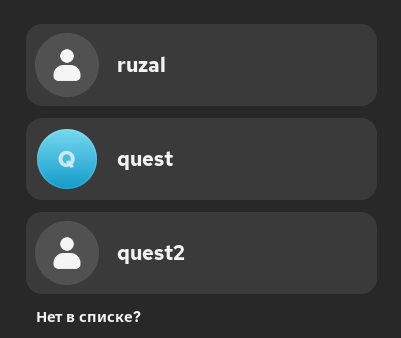 ruzal
Q
quest
quest2
Нет в списке?